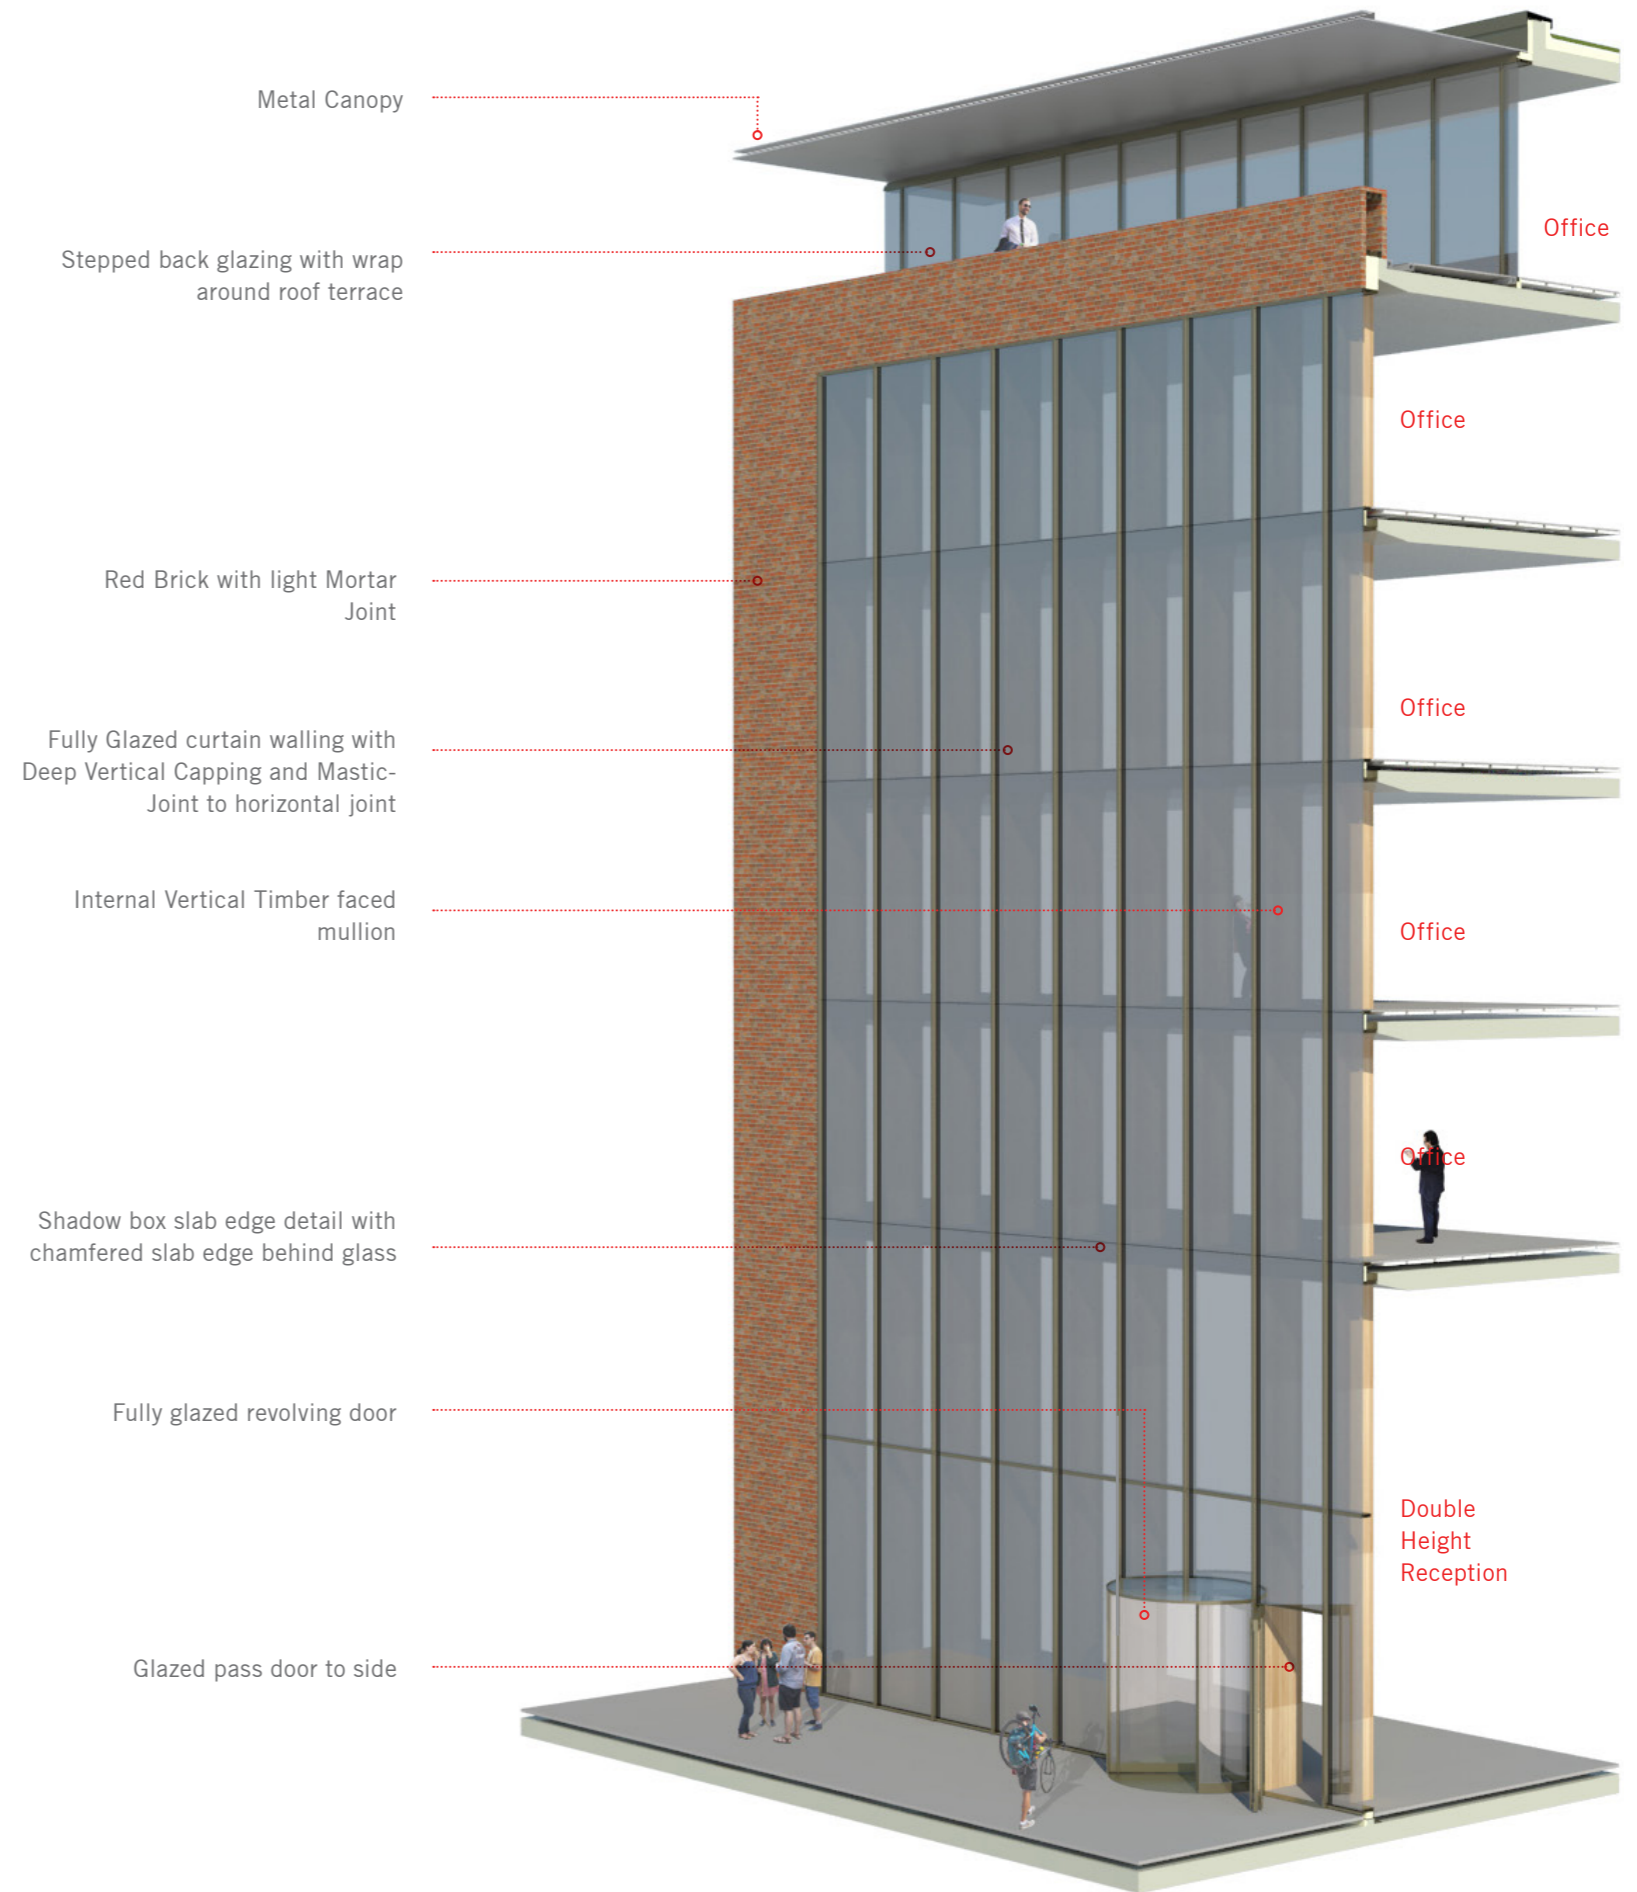 Metal Canopy
Stepped back glazing with wrap
around roof terrace
Office
Office
Red Brick with light Mortar
Joint
Office
Fully Glazed curtain walling with
Deep Vertical Capping and Mastic-
Joint to horizontal joint
Internal Vertical Timber faced
mullion
Office
Office
Shadow box slab edge detail with
chamfered slab edge behind glass
Fully glazed revolving door
Double
Height
Reception
Glazed pass door to side